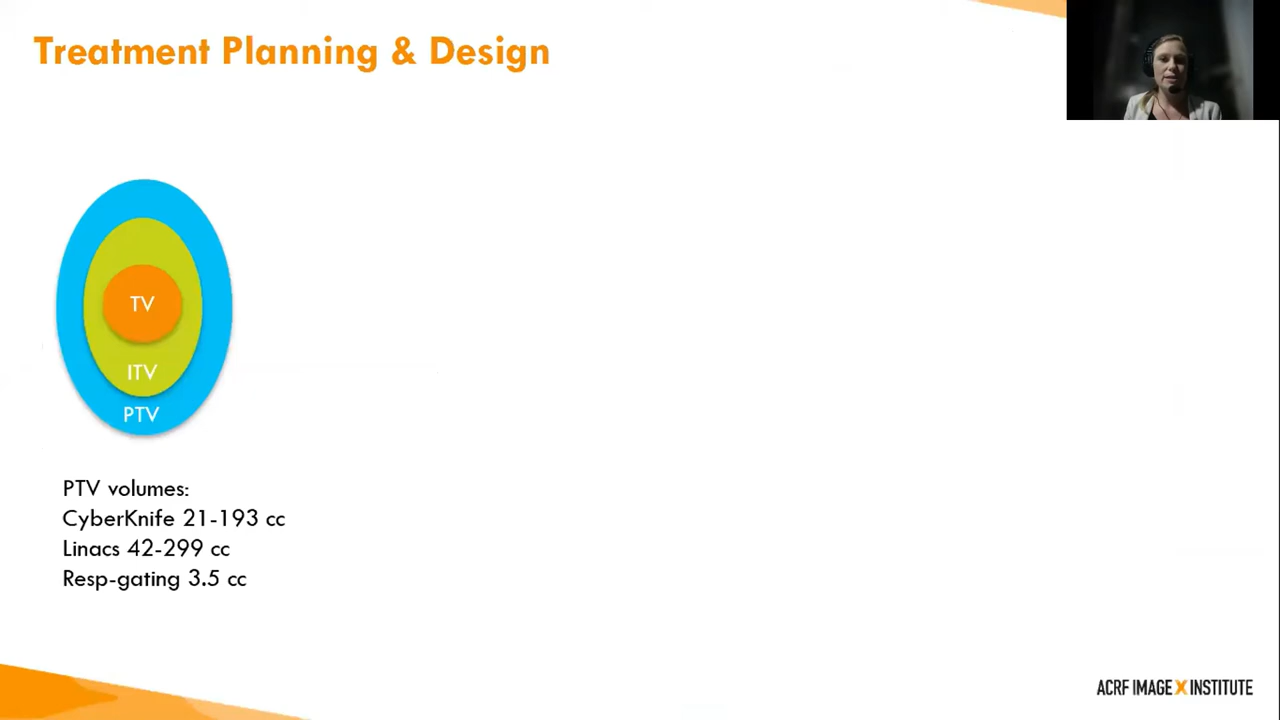 Treatment Planning & Design
TV
ITV
PTV
PTV volumes:
CyberKnife 21-193 cc
Linacs 42-299 cc
Resp-gating 3.5 cc
ACRF IMAGE X INSTITUTE